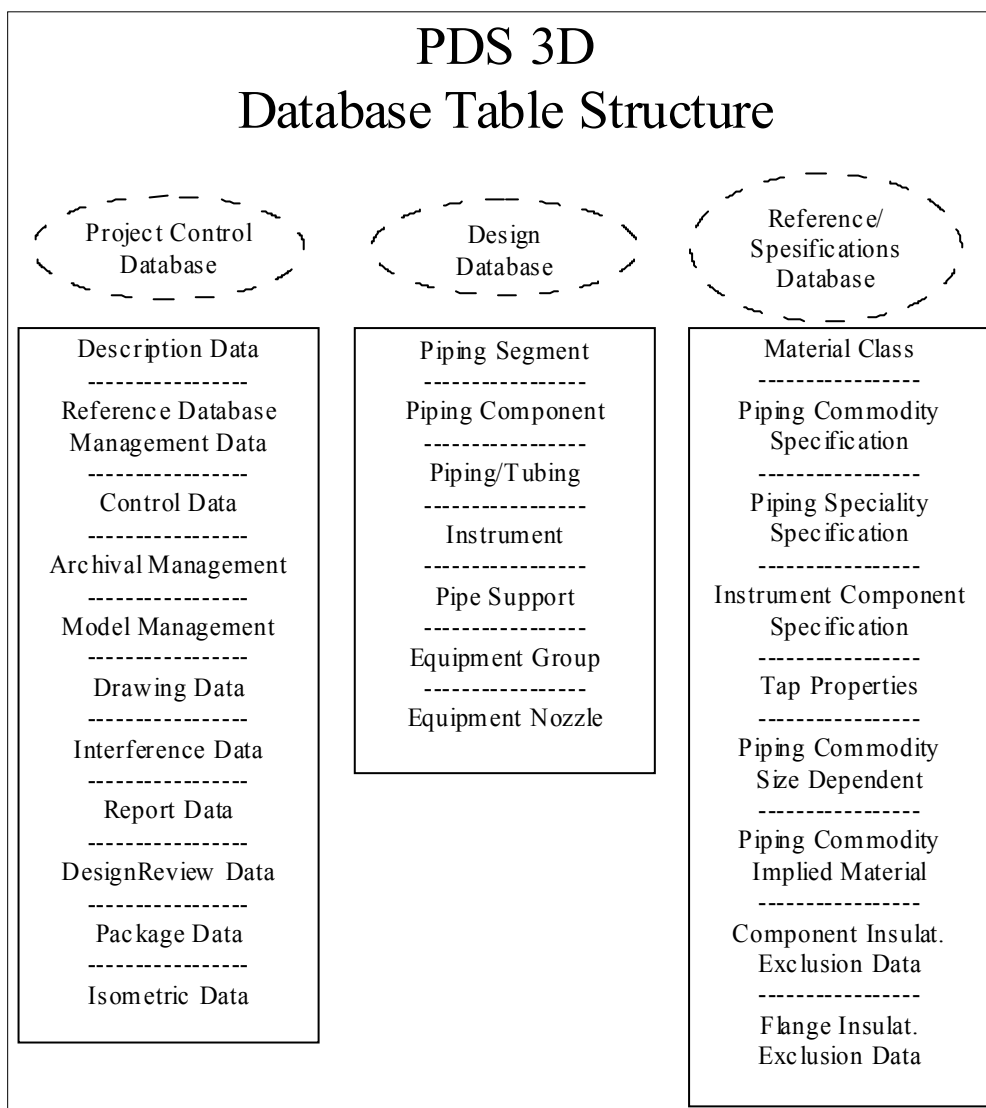 PDS 3D
Database Table Structure
Project Control
Database
Description Data
-----------------
Reference Database
Management Data
-----------------
Control Data
-----------------
Archival Management
-----------------
Model Management
-----------------
Drawing Data
-----------------
Interference Data
-----------------
Report Data
-----------------
DesignReview Data
-----------------
Package Data
-----------------
Isometric Data
Design
Database
Piping Segment
-----------------
Piping Component
-----------------
Piping/Tubing
-----------------
Instrument
-----------------
Pipe Support
-----------------
Equipment Group
-----------------
Equipment Nozzle
Reference/
Spesifications
Database
Material Class
-----------------
Piping Commodity
Specification
-----------------
Piping Speciality
Specification
-----------------
Instrument Component
Specification
-----------------
Tap Properties
-----------------
Piping Commodity
Size Dependent
-----------------
Piping Commodity
Implied Material
-----------------
Component Insulat.
Exclusion Data
-----------------
Flange Insulat.
Exclusion Data